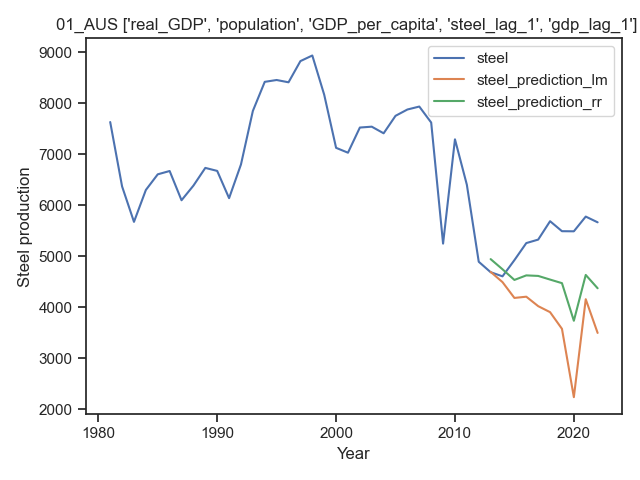 01_AUS ['real_GDP', 'population', 'GDP_per_capita', 'steel_lag_1', 'gdp_lag_1']
steel
steel_prediction_lm
steel_prediction_rr
Steel production
9000
8000
7000
6000
5000
4000
3000
2000
1980 1990 2000 2010 2020
Year